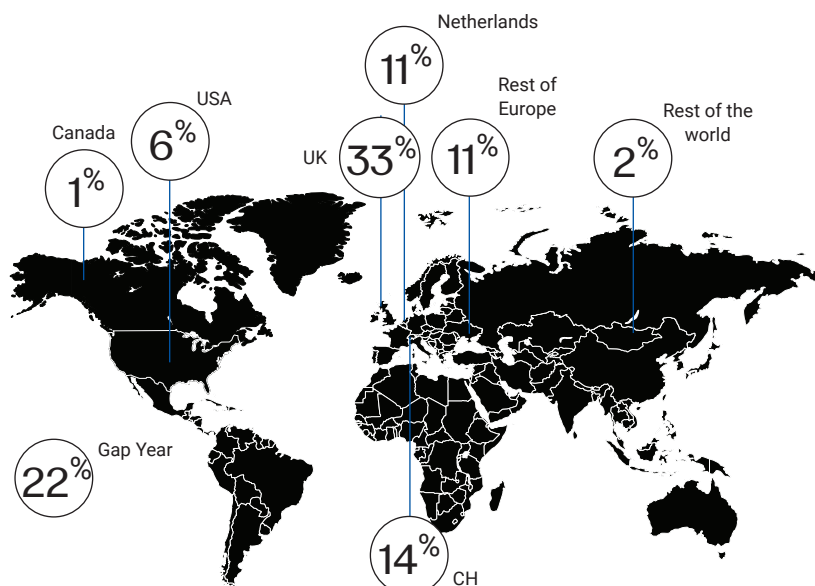 Netherlands
11%
USA
6%
Rest of
Europe
11%
Rest of the
world
2%
Canada
1%
UK
33%
Gap Year
22%
14%
CH